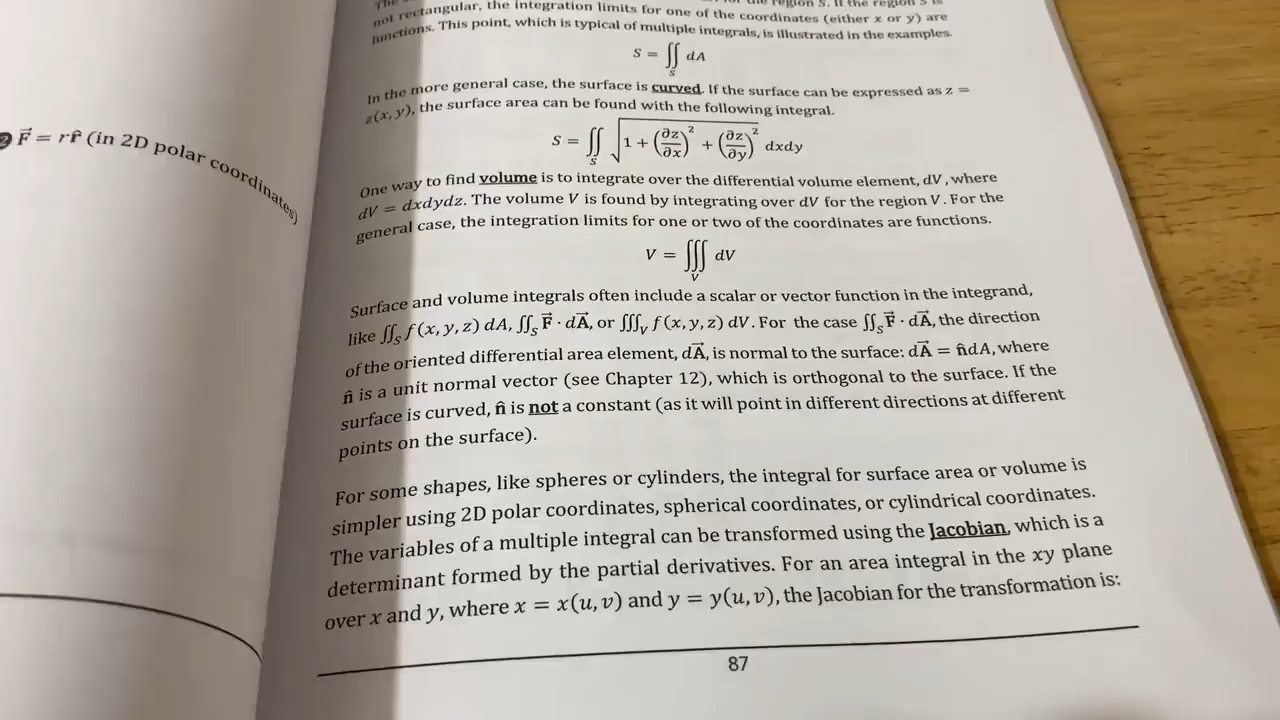 ❷ F⃗ = rr̂ (in 2D polar coordinates)
The
region S. If the region S is
not rectangular, the integration limits for one of the coordinates (either x or y) are
functions. This point, which is typical of multiple integrals, is illustrated in the examples.
S = ∬_S dA
In the more general case, the surface is curved. If the surface can be expressed as z =
z(x, y), the surface area can be found with the following integral.
S = ∬_S √(1 + (∂z/∂x)² + (∂z/∂y)²) dxdy
One way to find volume is to integrate over the differential volume element, dV, where
dV = dxdydz. The volume V is found by integrating over dV for the region V. For the
general case, the integration limits for one or two of the coordinates are functions.
V = ∭_V dV
Surface and volume integrals often include a scalar or vector function in the integrand,
like ∬_S f(x, y, z) dA, ∬_S F⃗ · dA⃗, or ∭_V f(x, y, z) dV. For the case ∬_S F⃗ · dA⃗, the direction
of the oriented differential area element, dA⃗, is normal to the surface: dA⃗ = n̂dA, where
n̂ is a unit normal vector (see Chapter 12), which is orthogonal to the surface. If the
surface is curved, n̂ is not a constant (as it will point in different directions at different
points on the surface).
For some shapes, like spheres or cylinders, the integral for surface area or volume is
simpler using 2D polar coordinates, spherical coordinates, or cylindrical coordinates.
The variables of a multiple integral can be transformed using the Jacobian, which is a
determinant formed by the partial derivatives. For an area integral in the xy plane
over x and y, where x = x(u, v) and y = y(u, v), the Jacobian for the transformation is:
87